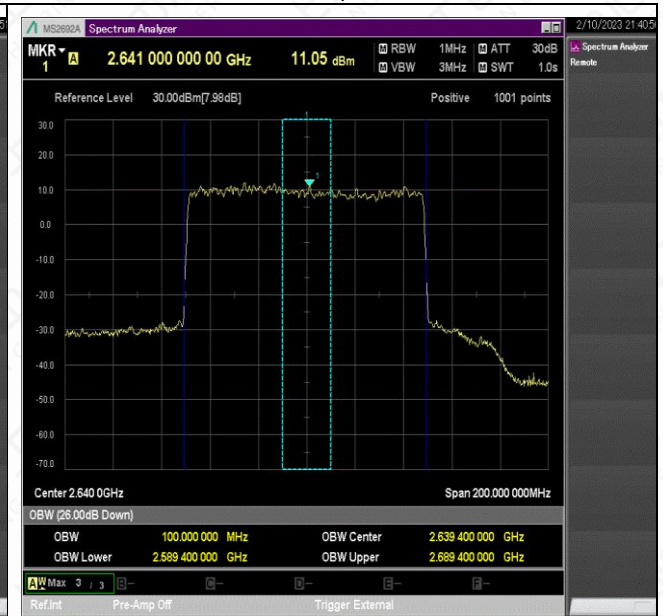 MS2692A Spectrum Analyzer
2/10/2023 21:40:5
MKR 1 A 2.641 000 000 00 GHz 11.05 dBm
M RBW 1MHz M ATT 30dB
M VBW 3MHz M SWT 1.0s
Spectrum Analyzer
Remote
Reference Level 30.00dBm[7.98dB] Positive 1001 points
1
30.0
20.0
1
10.0
0.0
-10.0
-20.0
-30.0
-40.0
-50.0
-60.0
-70.0
Center 2.640 0GHz Span 200.000 000MHz
OBW (26.00dB Down)
OBW 100.000 000 MHz OBW Center 2.639 400 000 GHz
OBW Lower 2.589 400 000 GHz OBW Upper 2.689 400 000 GHz
A W Max 3 / 3 B- C- D- E- F-
Ref.Int Pre-Amp Off Trigger External